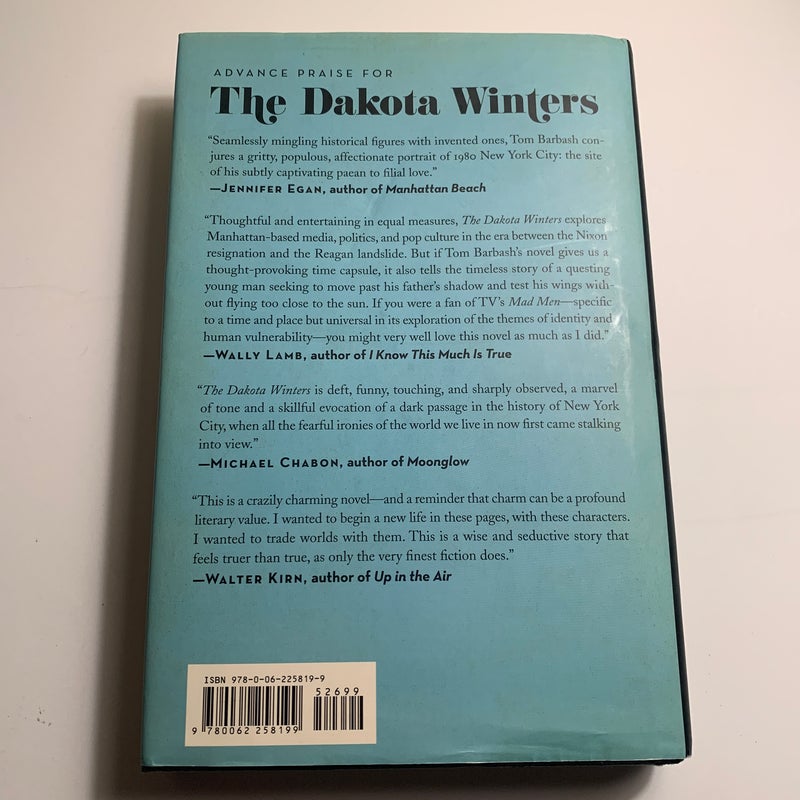 ADVANCE PRAISE FOR
The Dakota Winters
“Seamlessly mingling historical figures with invented ones, Tom Barbash con-
jures a gritty, populous, affectionate portrait of 1980 New York City: the site
of his subtly captivating paean to filial love.”
—JENNIFER EGAN, author of Manhattan Beach
“Thoughtful and entertaining in equal measures, The Dakota Winters explores
Manhattan-based media, politics, and pop culture in the era between the Nixon
resignation and the Reagan landslide. But if Tom Barbash’s novel gives us a
thought-provoking time capsule, it also tells the timeless story of a questing
young man seeking to move past his father’s shadow and test his wings with-
out flying too close to the sun. If you were a fan of TV’s Mad Men—specific
to a time and place but universal in its exploration of the themes of identity and
human vulnerability—you might very well love this novel as much as I did.”
—WALLY LAMB, author of I Know This Much Is True
“The Dakota Winters is deft, funny, touching, and sharply observed, a marvel
of tone and a skillful evocation of a dark passage in the history of New York
City, when all the fearful ironies of the world we live in now first came stalking
into view.”
—MICHAEL CHABON, author of Moonglow
“This is a crazily charming novel—and a reminder that charm can be a profound
literary value. I wanted to begin a new life in these pages, with these characters.
I wanted to trade worlds with them. This is a wise and seductive story that
feels truer than true, as only the very finest fiction does.”
—WALTER KIRN, author of Up in the Air
ISBN 978-0-06-225819-9
52699
9 780062 258199